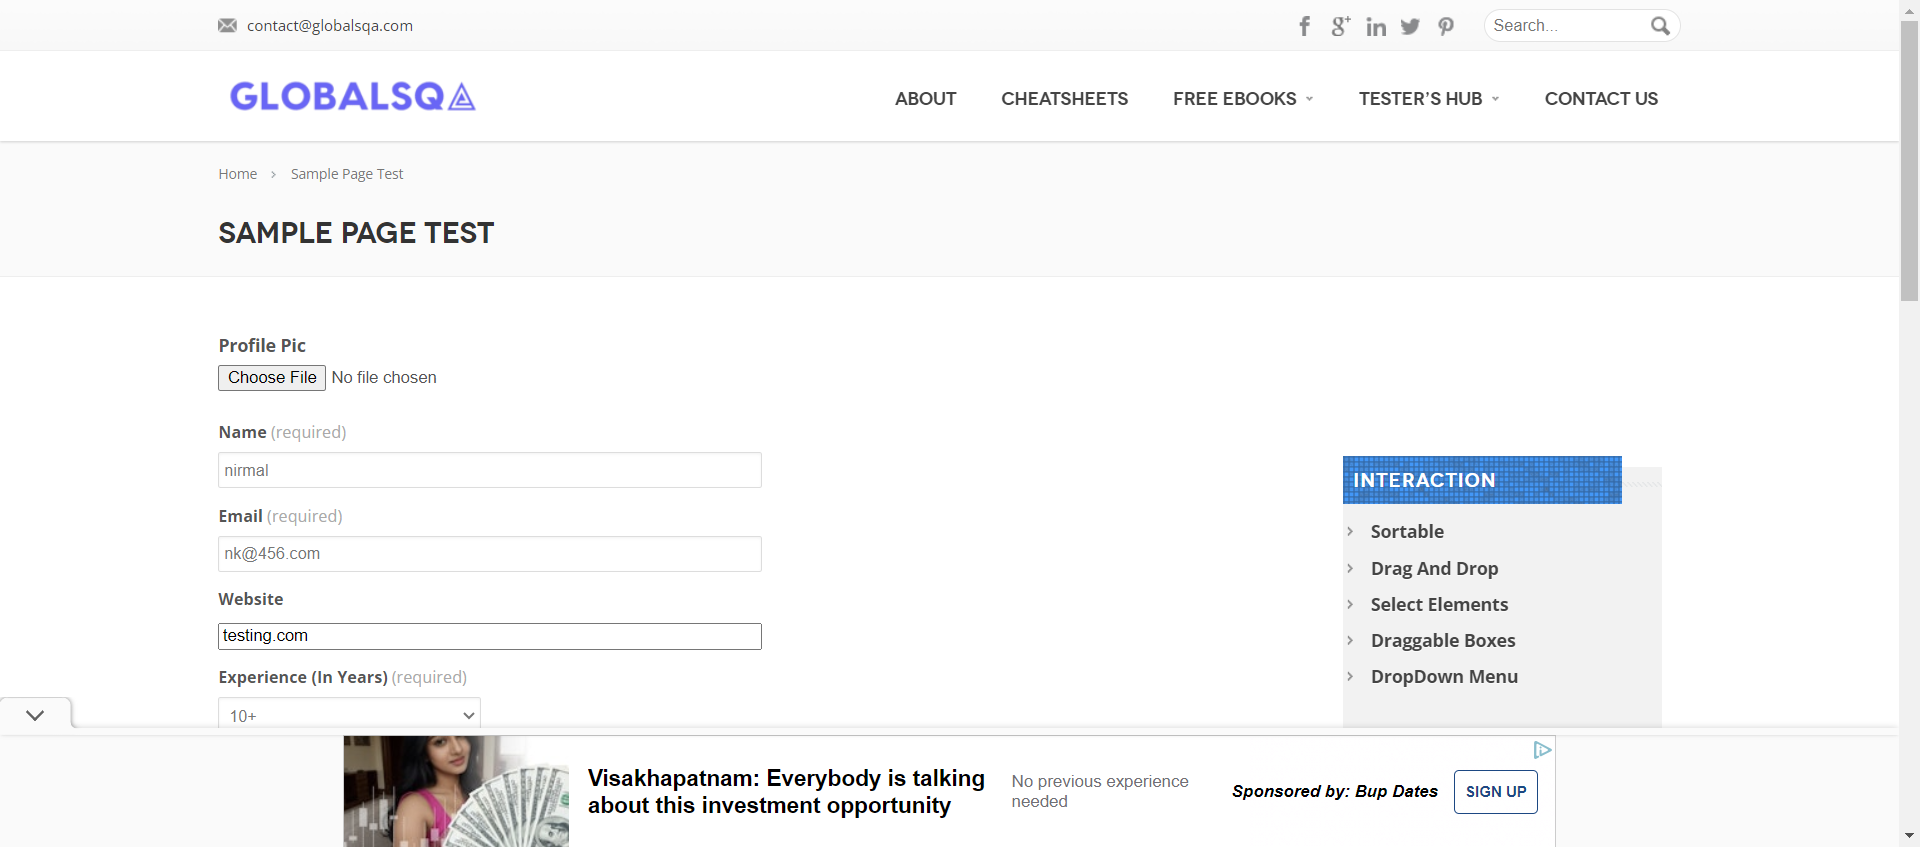 contact@globalsqa.com
Search...
GLOBALSQA
ABOUT
CHEATSHEETS
FREE EBOOKS
TESTER'S HUB
CONTACT US
Home
Sample Page Test
SAMPLE PAGE TEST
Profile Pic
Choose File No file chosen
Name (required)
nirmal
Email (required)
nk@456.com
Website
testing.com
Experience (In Years) (required)
10+
INTERACTION
Sortable
Drag And Drop
Select Elements
Draggable Boxes
DropDown Menu
Visakhapatnam: Everybody is talking
about this investment opportunity
No previous experience
needed
Sponsored by: Bup Dates
SIGN UP